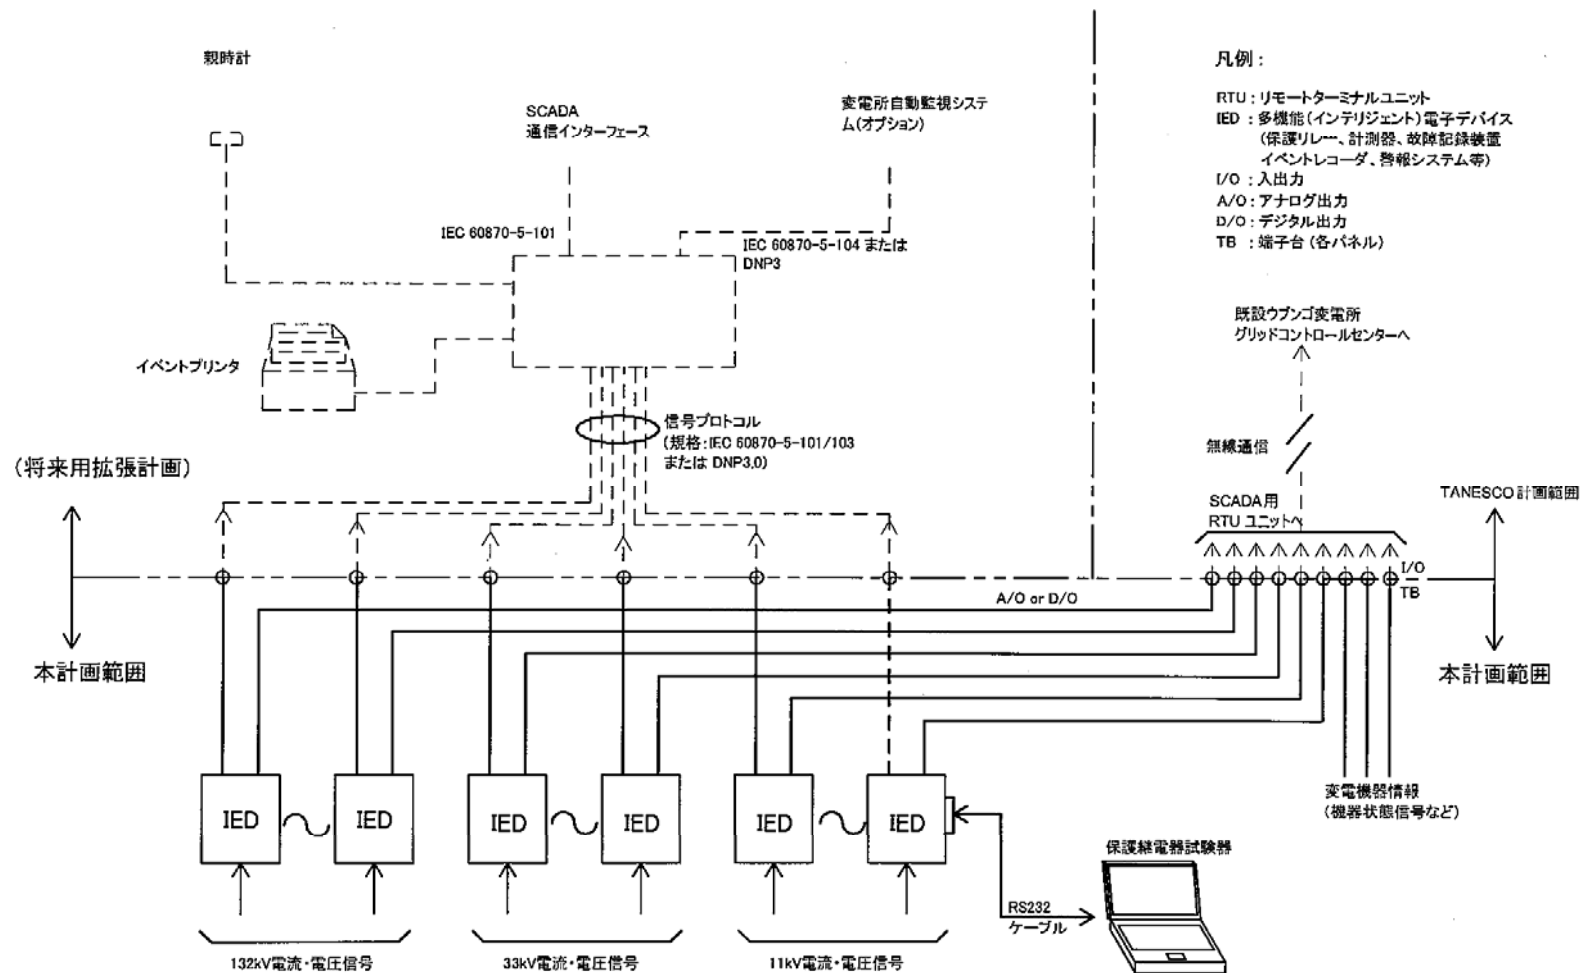 親時計
SCADA
通信インターフェース
変電所自動監視システ
ム(オプション)
凡例：
RTU：リモートターミナルユニット
IED：多機能(インテリジェント)電子デバイス
(保護リレー、計測器、故障記録装置
イベントレコーダ、警報システム等)
I/O：入出力
A/O：アナログ出力
D/O：デジタル出力
TB：端子台(各パネル)
IEC 60870-5-101
IEC 60870-5-104 または
DNP3
既設ウブンゴ変電所
グリッドコントロールセンターへ
イベントプリンタ
信号プロトコル
(規格：IEC 60870-5-101/103
または DNP3.0)
無線通信
(将来用拡張計画)
SCADA用
RTU ユニットへ
TANESCO計画範囲
I/O
TB
A/O or D/O
本計画範囲
本計画範囲
IED
IED
IED
IED
IED
IED
変電機器情報
(機器状態信号など)
保護継電器試験器
RS232
ケーブル
132kV電流・電圧信号
33kV電流・電圧信号
11kV電流・電圧信号